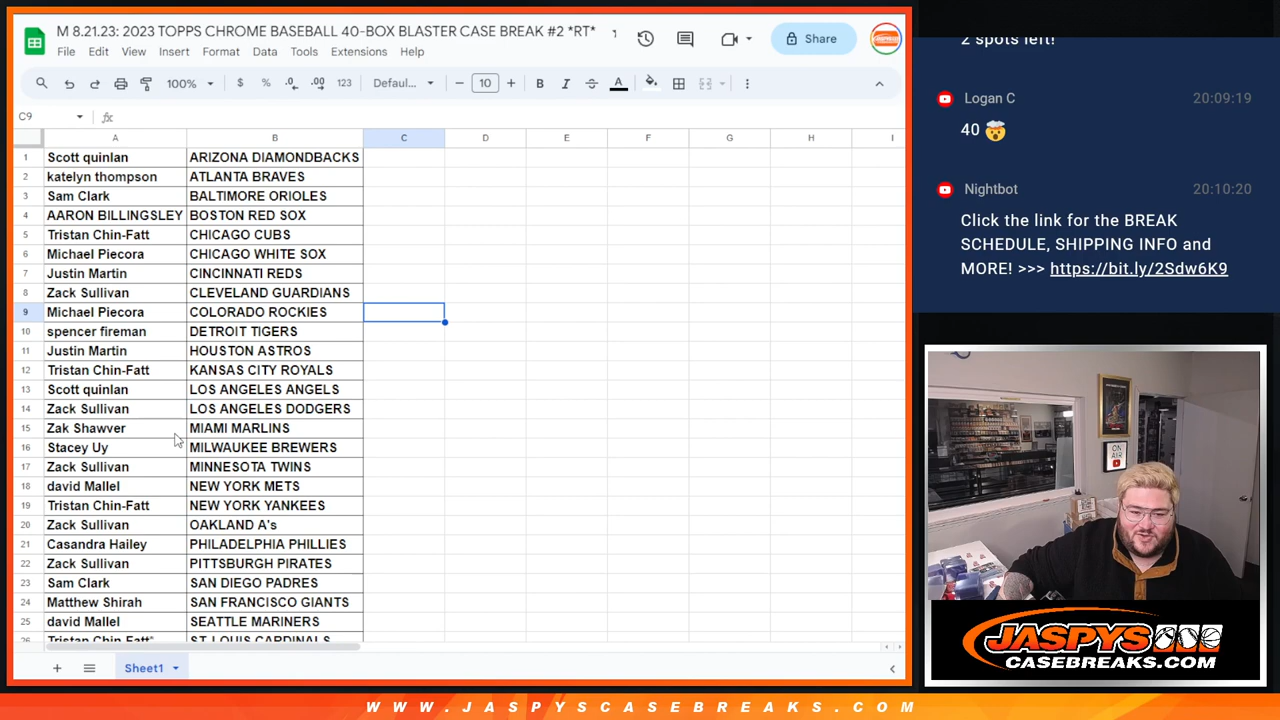 M 8.21.23: 2023 TOPPS CHROME BASEBALL 40-BOX BLASTER CASE BREAK #2 *RT*
File Edit View Insert Format Data Tools Extensions Help
Share
100% $ % .0 .00 123 Defaul... 10 B I A
C9 fx
A B C D E F G H I
1 Scott quinlan ARIZONA DIAMONDBACKS
2 katelyn thompson ATLANTA BRAVES
3 Sam Clark BALTIMORE ORIOLES
4 AARON BILLINGSLEY BOSTON RED SOX
5 Tristan Chin-Fatt CHICAGO CUBS
6 Michael Piecora CHICAGO WHITE SOX
7 Justin Martin CINCINNATI REDS
8 Zack Sullivan CLEVELAND GUARDIANS
9 Michael Piecora COLORADO ROCKIES
10 spencer fireman DETROIT TIGERS
11 Justin Martin HOUSTON ASTROS
12 Tristan Chin-Fatt KANSAS CITY ROYALS
13 Scott quinlan LOS ANGELES ANGELS
14 Zack Sullivan LOS ANGELES DODGERS
15 Zak Shawver MIAMI MARLINS
16 Stacey Uy MILWAUKEE BREWERS
17 Zack Sullivan MINNESOTA TWINS
18 david Mallel NEW YORK METS
19 Tristan Chin-Fatt NEW YORK YANKEES
20 Zack Sullivan OAKLAND A's
21 Casandra Hailey PHILADELPHIA PHILLIES
22 Zack Sullivan PITTSBURGH PIRATES
23 Sam Clark SAN DIEGO PADRES
24 Matthew Shirah SAN FRANCISCO GIANTS
25 david Mallel SEATTLE MARINERS
26 Tristan Chin-Fatt* ST. LOUIS CARDINALS
Sheet1
2 spots left!
Logan C 20:09:19
40 🤯
Nightbot 20:10:20
Click the link for the BREAK
SCHEDULE, SHIPPING INFO and
MORE! >>> https://bit.ly/2Sdw6K9
ON
AIR
JASPYS
CASEBREAKS.COM
WWW.JASPYSCASEBREAKS.COM